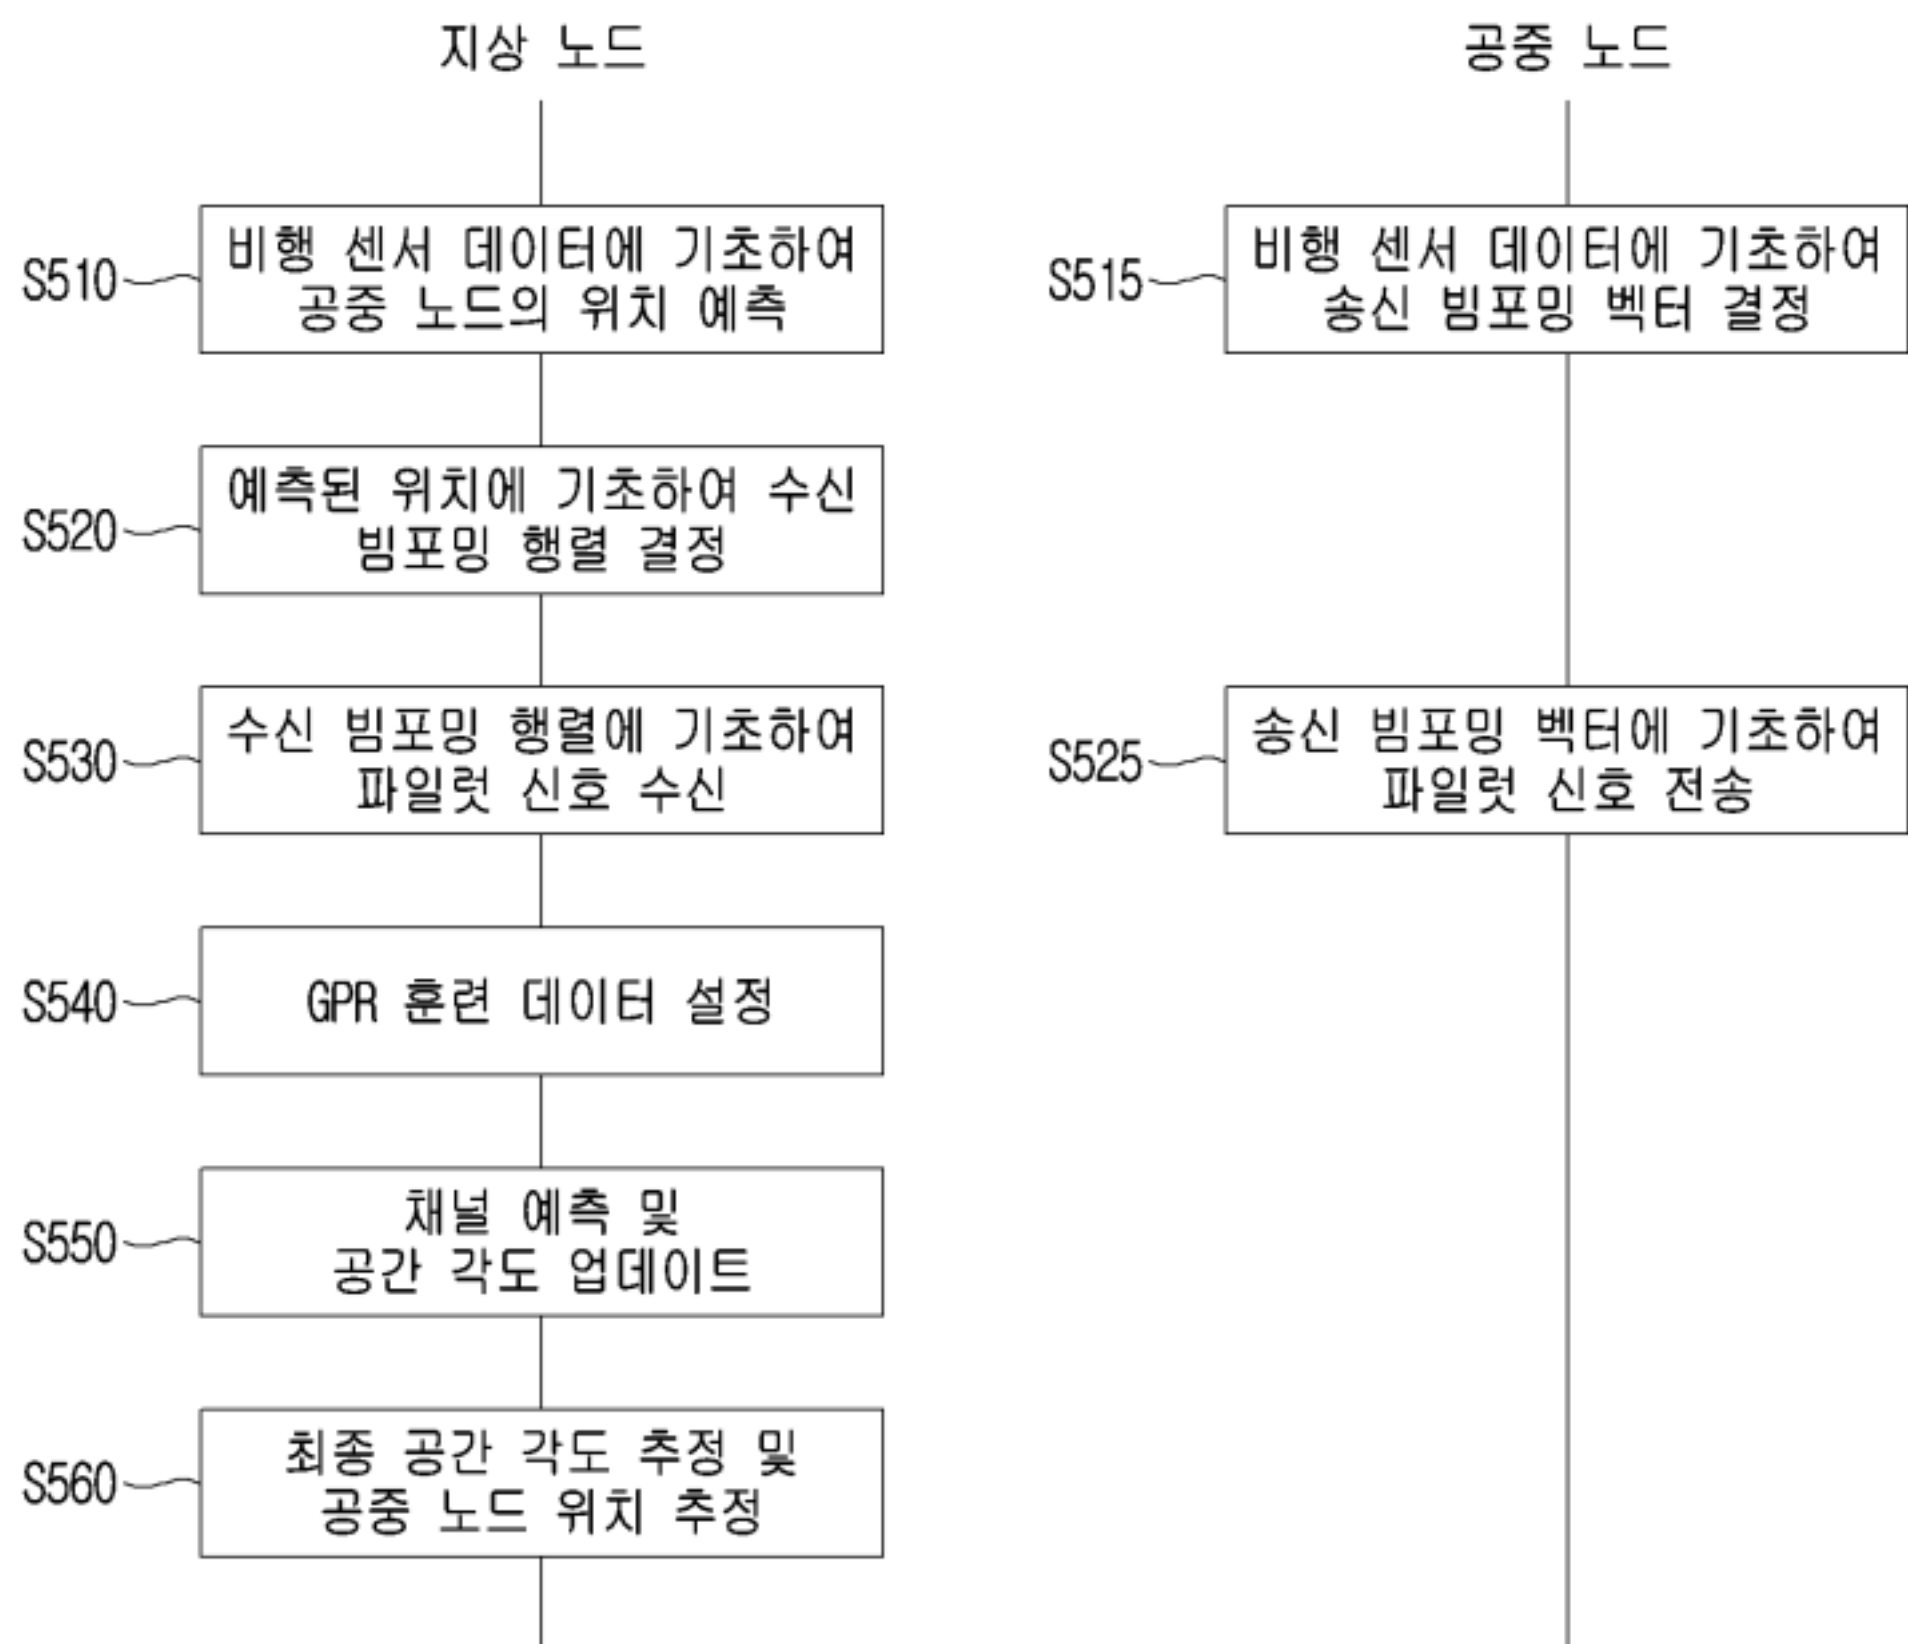 지상 노드
공중 노드
S510
비행 센서 데이터에 기초하여
공중 노드의 위치 예측
S515
비행 센서 데이터에 기초하여
송신 빔포밍 벡터 결정
S520
예측된 위치에 기초하여 수신
빔포밍 행렬 결정
S530
수신 빔포밍 행렬에 기초하여
파일럿 신호 수신
S525
송신 빔포밍 벡터에 기초하여
파일럿 신호 전송
S540
GPR 훈련 데이터 설정
S550
채널 예측 및
공간 각도 업데이트
S560
최종 공간 각도 추정 및
공중 노드 위치 추정